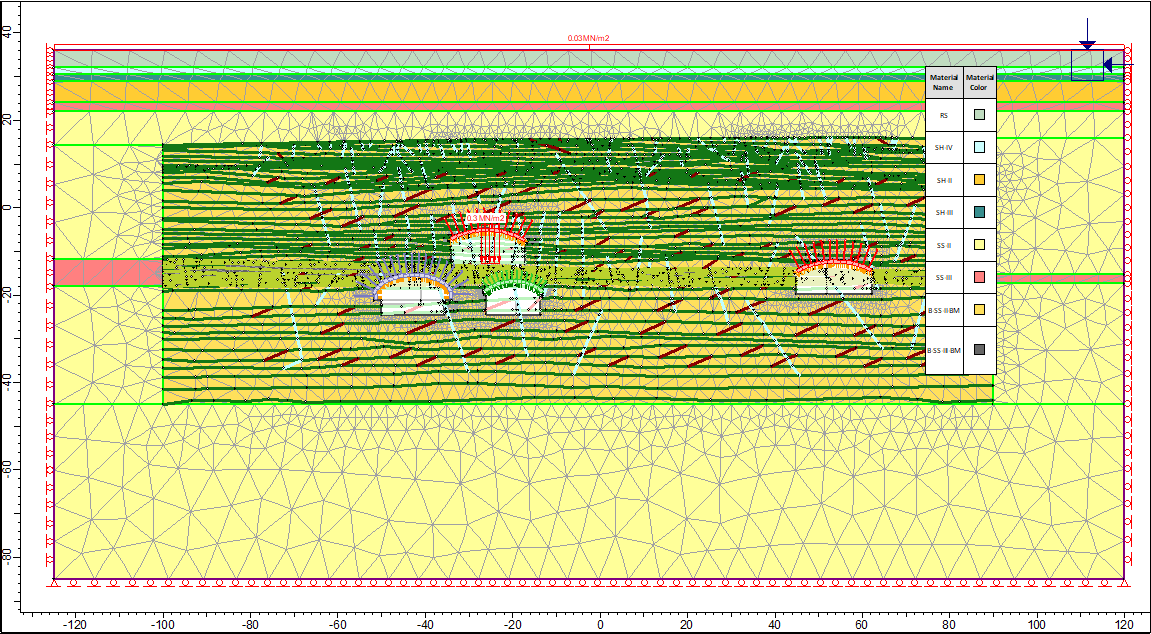 0.03MN/m2
40
20
0
-20
-40
-60
-80
Material
Name
Material
Color
RS
SH-IV
SH-II
SH-III
SS-II
SS-III
B-SS-II-BM
B-SS-III-BM
0.3 MN/m2
-120
-100
-80
-60
-40
-20
0
20
40
60
80
100
120